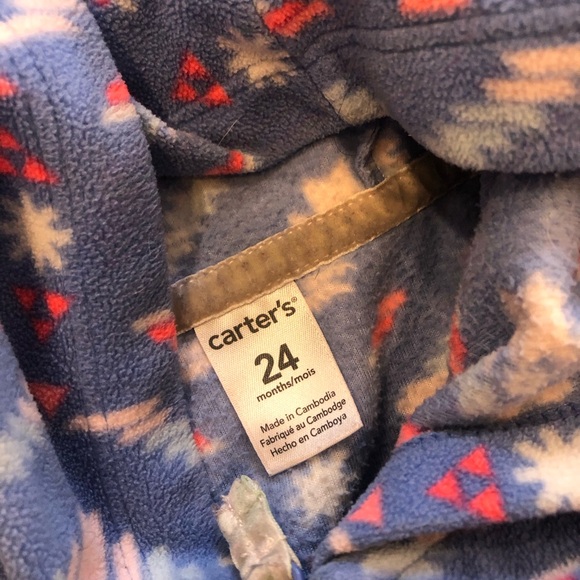 carter's®
24
months/mois
Made in Cambodia
Fabriqué au Cambodge
Hecho en Camboya